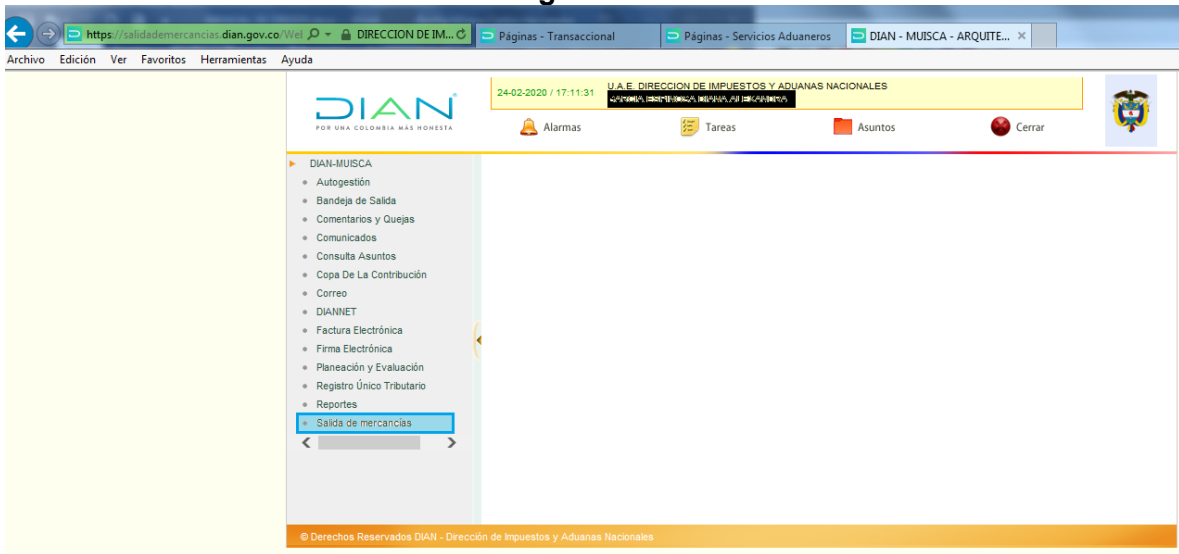 https://salidademercancias.dian.gov.co/Wel
DIRECCION DE IM...
Páginas - Transaccional
Páginas - Servicios Aduaneros
DIAN - MUISCA - ARQUITE...
Archivo Edición Ver Favoritos Herramientas Ayuda
DIAN
POR UNA COLOMBIA MÁS HONESTA
24-02-2020 / 17:11:31
U.A.E. DIRECCION DE IMPUESTOS Y ADUANAS NACIONALES
Alarmas
Tareas
Asuntos
Cerrar
DIAN-MUISCA
Autogestión
Bandeja de Salida
Comentarios y Quejas
Comunicados
Consulta Asuntos
Copa De La Contribución
Correo
DIANNET
Factura Electrónica
Firma Electrónica
Planeación y Evaluación
Registro Único Tributario
Reportes
Salida de mercancías
© Derechos Reservados DIAN - Dirección de Impuestos y Aduanas Nacionales